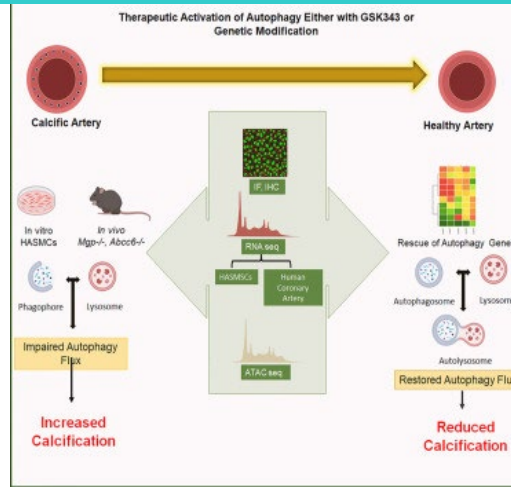 Therapeutic Activation of Autophagy Either with GSK343 or
Genetic Modification
Calcific Artery
Healthy Artery
IF, IHC
In vitro
HASMCs
In vivo
Mgp-/-, Abcc6-/-
RNA seq
HASMSCs
Human
Coronary
Artery
ATAC seq
Phagophore
Lysosome
Impaired Autophagy
Flux
Increased
Calcification
Rescue of Autophagy Gene
Autophagosome
Lysosom
Autolysosome
Restored Autophagy Flu
Reduced
Calcification